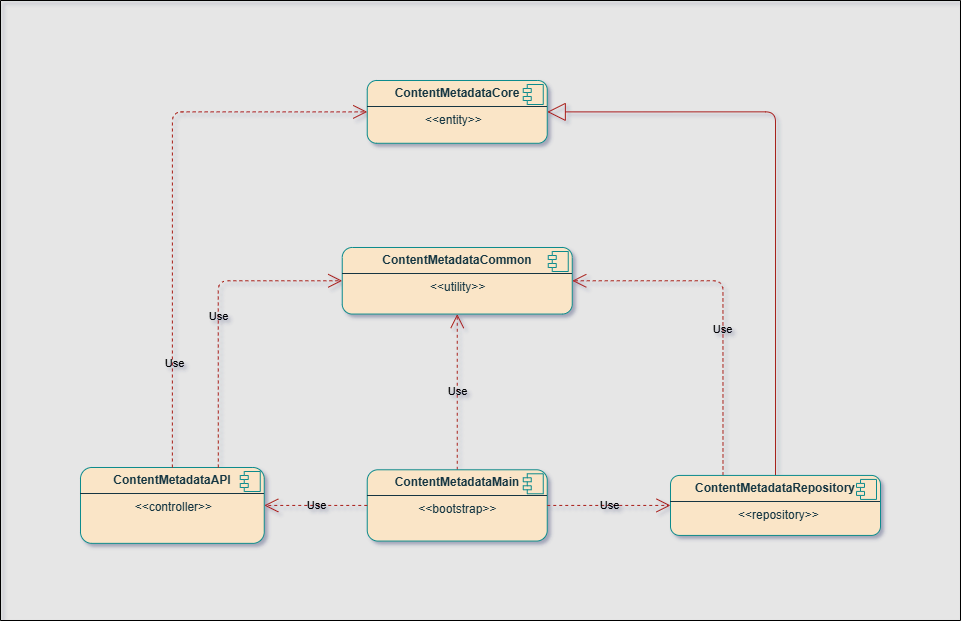 ContentMetadataCore
<<entity>>
ContentMetadataCommon
<<utility>>
Use
Use
Use
Use
ContentMetadataAPI
<<controller>>
Use
ContentMetadataMain
<<bootstrap>>
Use
ContentMetadataRepository
<<repository>>